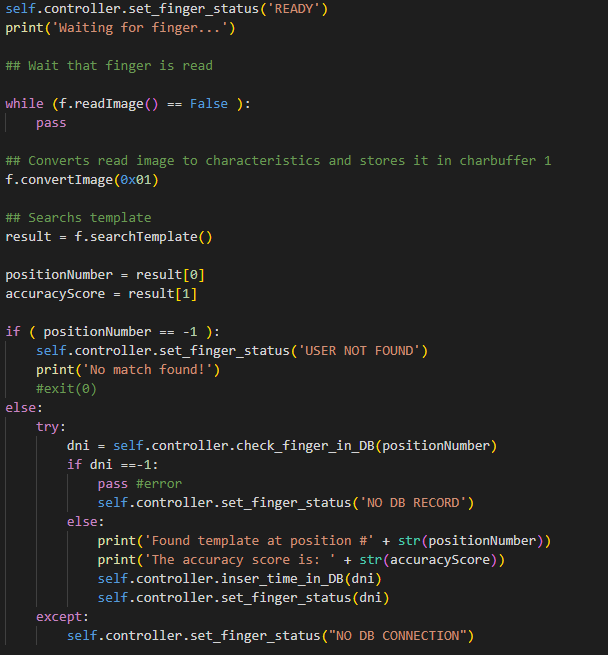 self.controller.set_finger_status('READY')
print('Waiting for finger...')
## Wait that finger is read
while (f.readImage() == False ):
pass
## Converts read image to characteristics and stores it in charbuffer 1
f.convertImage(0x01)
## Searchs template
result = f.searchTemplate()
positionNumber = result[0]
accuracyScore = result[1]
if ( positionNumber == -1 ):
self.controller.set_finger_status('USER NOT FOUND')
print('No match found!')
#exit(0)
else:
try:
dni = self.controller.check_finger_in_DB(positionNumber)
if dni ==-1:
pass #error
self.controller.set_finger_status('NO DB RECORD')
else:
print('Found template at position #' + str(positionNumber))
print('The accuracy score is: ' + str(accuracyScore))
self.controller.inser_time_in_DB(dni)
self.controller.set_finger_status(dni)
except:
self.controller.set_finger_status("NO DB CONNECTION")